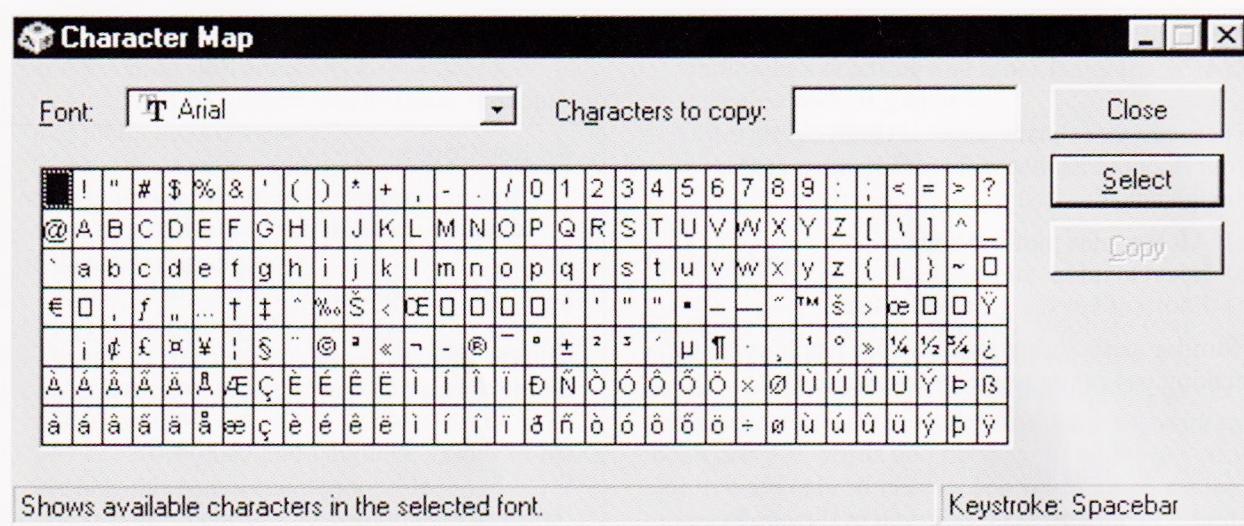 Character Map
Font: Arial Characters to copy: Close
Select
Copy
! " # $ % & ' ( ) * + , - . / 0 1 2 3 4 5 6 7 8 9 : ; < = > ?
@ A B C D E F G H I J K L M N O P Q R S T U V W X Y Z [ \ ] ^ _
` a b c d e f g h i j k l m n o p q r s t u v w x y z { | } ~ □
€ □ ‚ ƒ „ … † ‡ ˆ ‰ Š ‹ Œ □ □ □ □ ‘ ’ “ ” • – — ˜ ™ š › œ □ □ Ÿ
¡ ¢ £ ¤ ¥ ¦ § ¨ © ª « ¬ - ® ¯ ° ± ² ³ ´ µ ¶ · ¸ ¹ º » ¼ ½ ¾ ¿
À Á Â Ã Ä Å Æ Ç È É Ê Ë Ì Í Î Ï Ð Ñ Ò Ó Ô Õ Ö × Ø Ù Ú Û Ü Ý Þ ß
à á â ã ä å æ ç è é ê ë ì í î ï ð ñ ò ó ô õ ö ÷ ø ù ú û ü ý þ ÿ
Shows available characters in the selected font. Keystroke: Spacebar